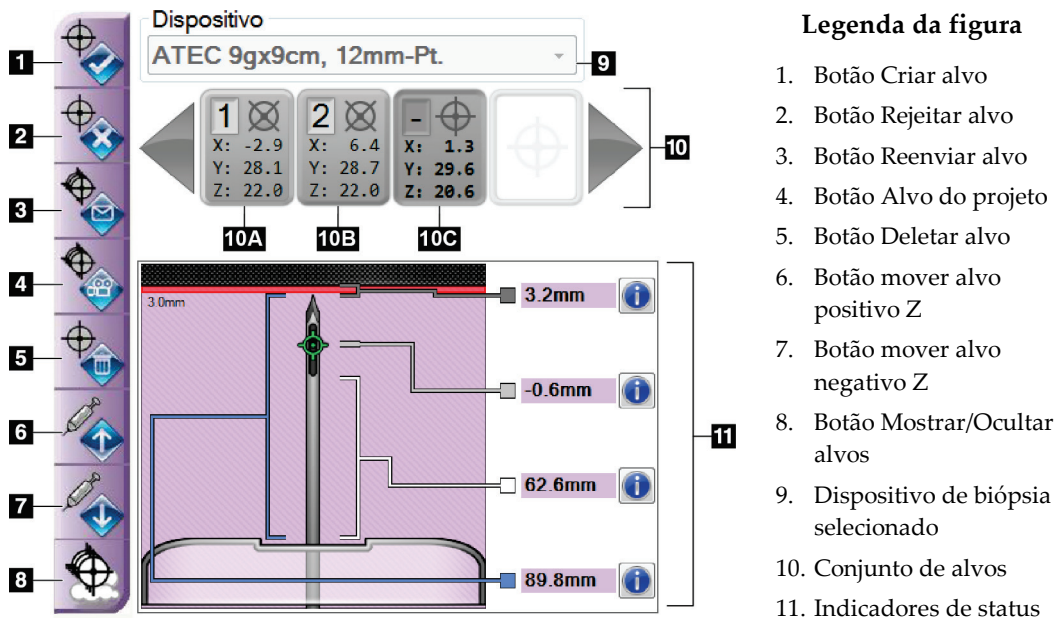 Dispositivo
ATEC 9gx9cm, 12mm-Pt.
1
9
1
X: -2.9
Y: 28.1
Z: 22.0
2
X: 6.4
Y: 28.7
Z: 22.0
-
X: 1.3
Y: 29.6
Z: 20.6
10
2
10A
10B
10C
3
4
5
6
7
8
3.0mm
3.2mm
-0.6mm
62.6mm
89.8mm
11
Legenda da figura
1. Botão Criar alvo
2. Botão Rejeitar alvo
3. Botão Reenviar alvo
4. Botão Alvo do projeto
5. Botão Deletar alvo
6. Botão mover alvo
positivo Z
7. Botão mover alvo
negativo Z
8. Botão Mostrar/Ocultar
alvos
9. Dispositivo de biópsia
selecionado
10. Conjunto de alvos
11. Indicadores de status